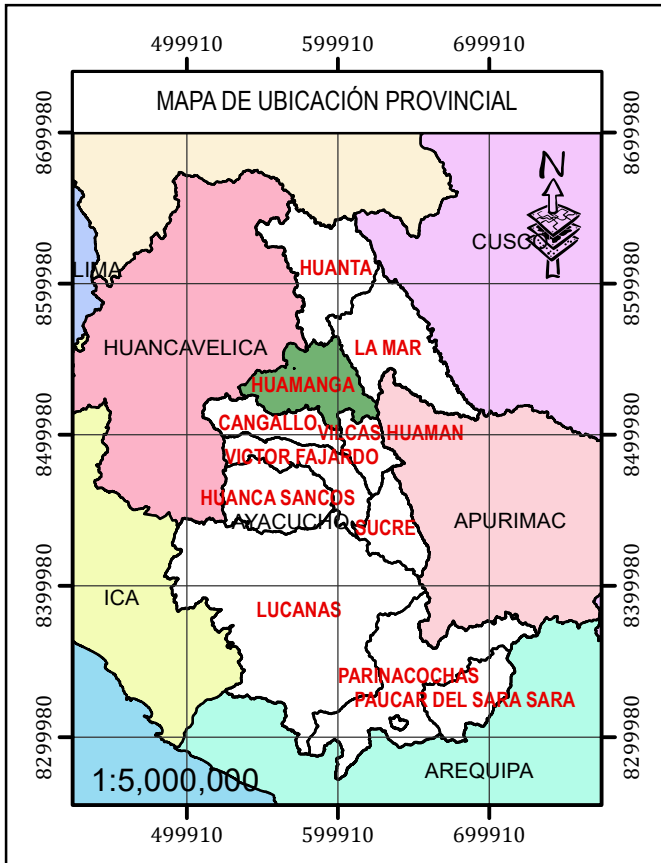 499910 599910 699910
MAPA DE UBICACIÓN PROVINCIAL
8699980 8699980
N
CUSCO
LIMA
HUANTA
8599980 8599980
HUANCAVELICA
LA MAR
HUAMANGA
CANGALLO
VILCAS HUAMAN
8499980 8499980
VICTOR FAJARDO
HUANCA SANCOS
AYACUCHO
SUCRE
APURIMAC
8399980 8399980
ICA
LUCANAS
PARINACOCHAS
PAUCAR DEL SARA SARA
8299980 8299980
AREQUIPA
1:5,000,000
499910 599910 699910